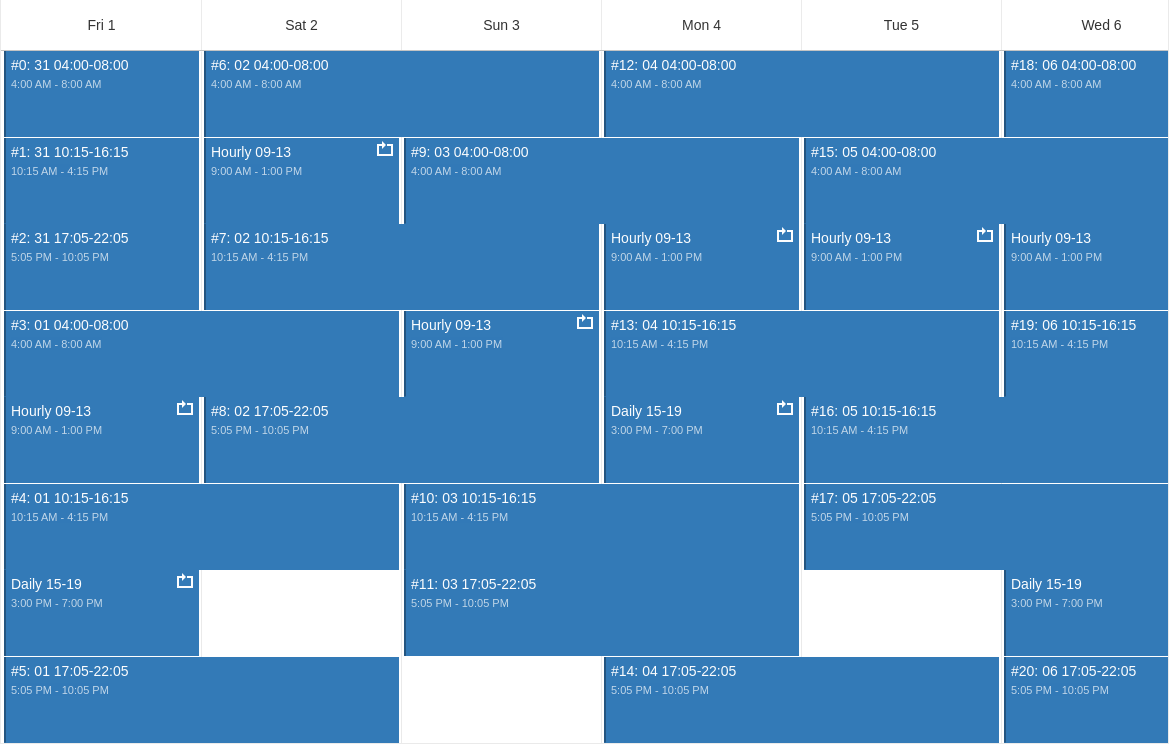 Fri 1
Sat 2
Sun 3
Mon 4
Tue 5
Wed 6
#0: 31 04:00-08:00
4:00 AM - 8:00 AM
#6: 02 04:00-08:00
4:00 AM - 8:00 AM
#12: 04 04:00-08:00
4:00 AM - 8:00 AM
#18: 06 04:00-08:00
4:00 AM - 8:00 AM
#1: 31 10:15-16:15
10:15 AM - 4:15 PM
Hourly 09-13
9:00 AM - 1:00 PM
#9: 03 04:00-08:00
4:00 AM - 8:00 AM
#15: 05 04:00-08:00
4:00 AM - 8:00 AM
#2: 31 17:05-22:05
5:05 PM - 10:05 PM
#7: 02 10:15-16:15
10:15 AM - 4:15 PM
Hourly 09-13
9:00 AM - 1:00 PM
Hourly 09-13
9:00 AM - 1:00 PM
Hourly 09-13
9:00 AM - 1:00 PM
#3: 01 04:00-08:00
4:00 AM - 8:00 AM
Hourly 09-13
9:00 AM - 1:00 PM
#13: 04 10:15-16:15
10:15 AM - 4:15 PM
#19: 06 10:15-16:15
10:15 AM - 4:15 PM
Hourly 09-13
9:00 AM - 1:00 PM
#8: 02 17:05-22:05
5:05 PM - 10:05 PM
Daily 15-19
3:00 PM - 7:00 PM
#16: 05 10:15-16:15
10:15 AM - 4:15 PM
#4: 01 10:15-16:15
10:15 AM - 4:15 PM
#10: 03 10:15-16:15
10:15 AM - 4:15 PM
#17: 05 17:05-22:05
5:05 PM - 10:05 PM
Daily 15-19
3:00 PM - 7:00 PM
#11: 03 17:05-22:05
5:05 PM - 10:05 PM
Daily 15-19
3:00 PM - 7:00 PM
#5: 01 17:05-22:05
5:05 PM - 10:05 PM
#14: 04 17:05-22:05
5:05 PM - 10:05 PM
#20: 06 17:05-22:05
5:05 PM - 10:05 PM